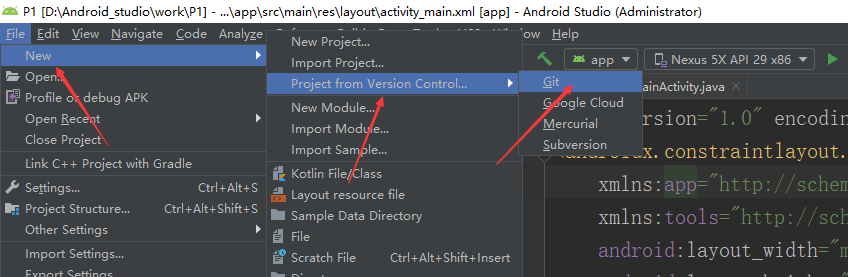 P1 [D:\Android_studio\work\P1] - ...\app\src\main\res\layout\activity_main.xml [app] - Android Studio (Administrator)
File Edit View Navigate Code Analyze
app Nexus 5X API 29 x86
New
Open...
Profile or debug APK
Open Recent
Close Project
Link C++ Project with Gradle
Settings... Ctrl+Alt+S
Project Structure... Ctrl+Alt+Shift+S
Other Settings
Import Settings...
Export Settings
New Project...
Import Project...
Project from Version Control...
New Module...
Import Module...
Import Sample...
Kotlin File/Class
Layout resource file
Sample Data Directory
File
Scratch File Ctrl+Alt+Shift+Insert
Git
Google Cloud
Mercurial
Subversion
ainActivity.java
version="1.0" encodin
.constraintlayout.
xmlns:app="http://schem
xmlns:tools="http://sch
android:layout_width="m